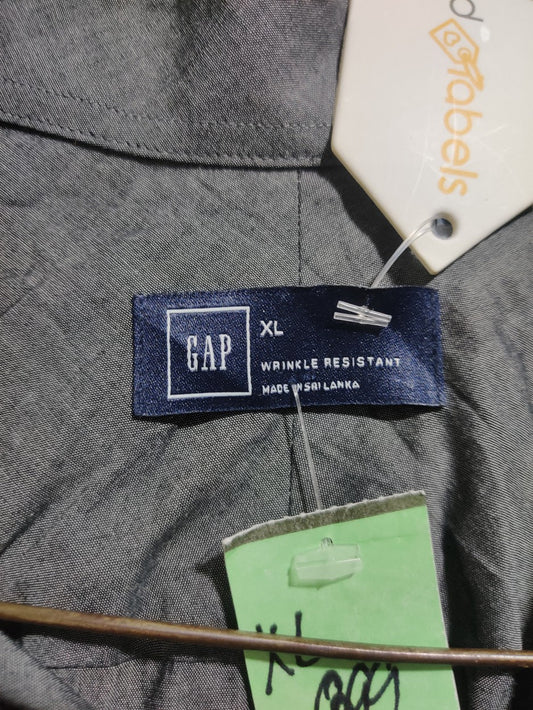 d
labels
GAP
XL
WRINKLE RESISTANT
MADE IN SRI LANKA
XL